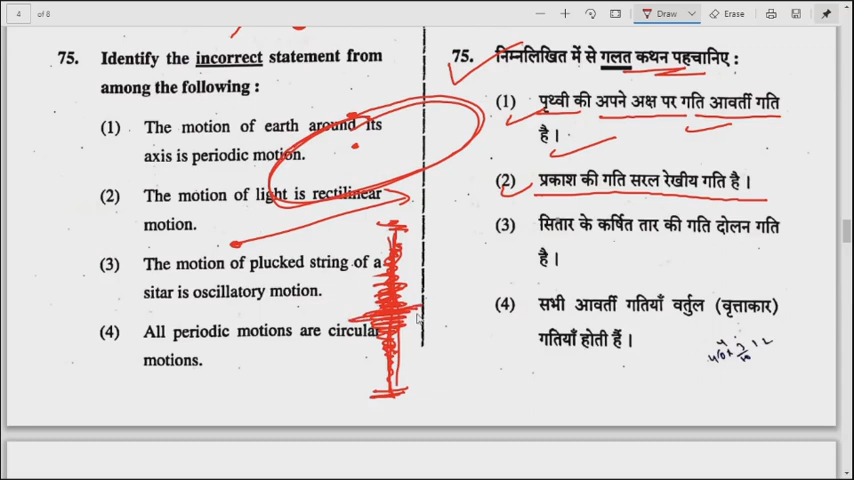 4
of 8
Draw
Erase
75. Identify the incorrect statement from
among the following :
(1) The motion of earth around its
axis is periodic motion.
(2) The motion of light is rectilinear
motion.
(3) The motion of plucked string of a
sitar is oscillatory motion.
(4) All periodic motions are circular
motions.
75. निम्नलिखित में से गलत कथन पहचानिए :
(1) पृथ्वी की अपने अक्ष पर गति आवर्ती गति
है।
(2) प्रकाश की गति सरल रेखीय गति है।
(3) सितार के कर्षित तार की गति दोलन गति
है।
(4) सभी आवर्ती गतियाँ वर्तुल (वृत्ताकार)
गतियाँ होती हैं।